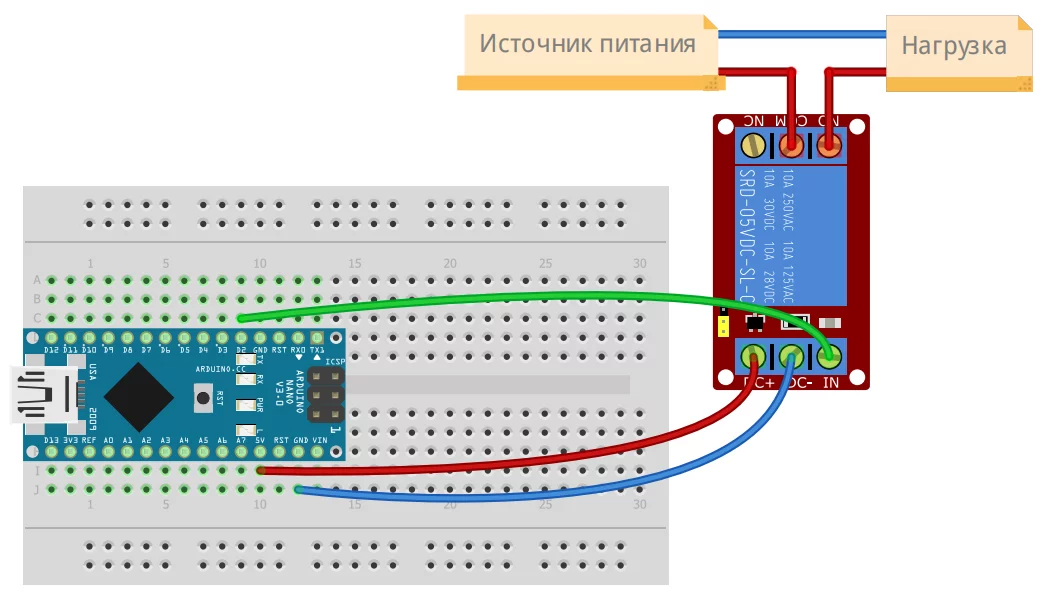 Источник питания
Нагрузка
NC COM NO
SRD-05VDC-SL-C
10A 30VDC 10A 28VDC
10A 250VAC 10A 125VAC
DC+ DC- IN
1 5 10 15 20 25 30
A
B
C
D12 D11 D10 D9 D8 D7 D6 D5 D4 D3 D2 GND RST RX0 TX1
ICSP
TX
RX
PWR
L
ARDUINO.CC
RST
ARDUINO
NANO
V3.0
USA
2009
1
D13 3V3 REF A0 A1 A2 A3 A4 A5 A6 A7 5V RST GND VIN
I
J
1 5 10 15 20 25 30